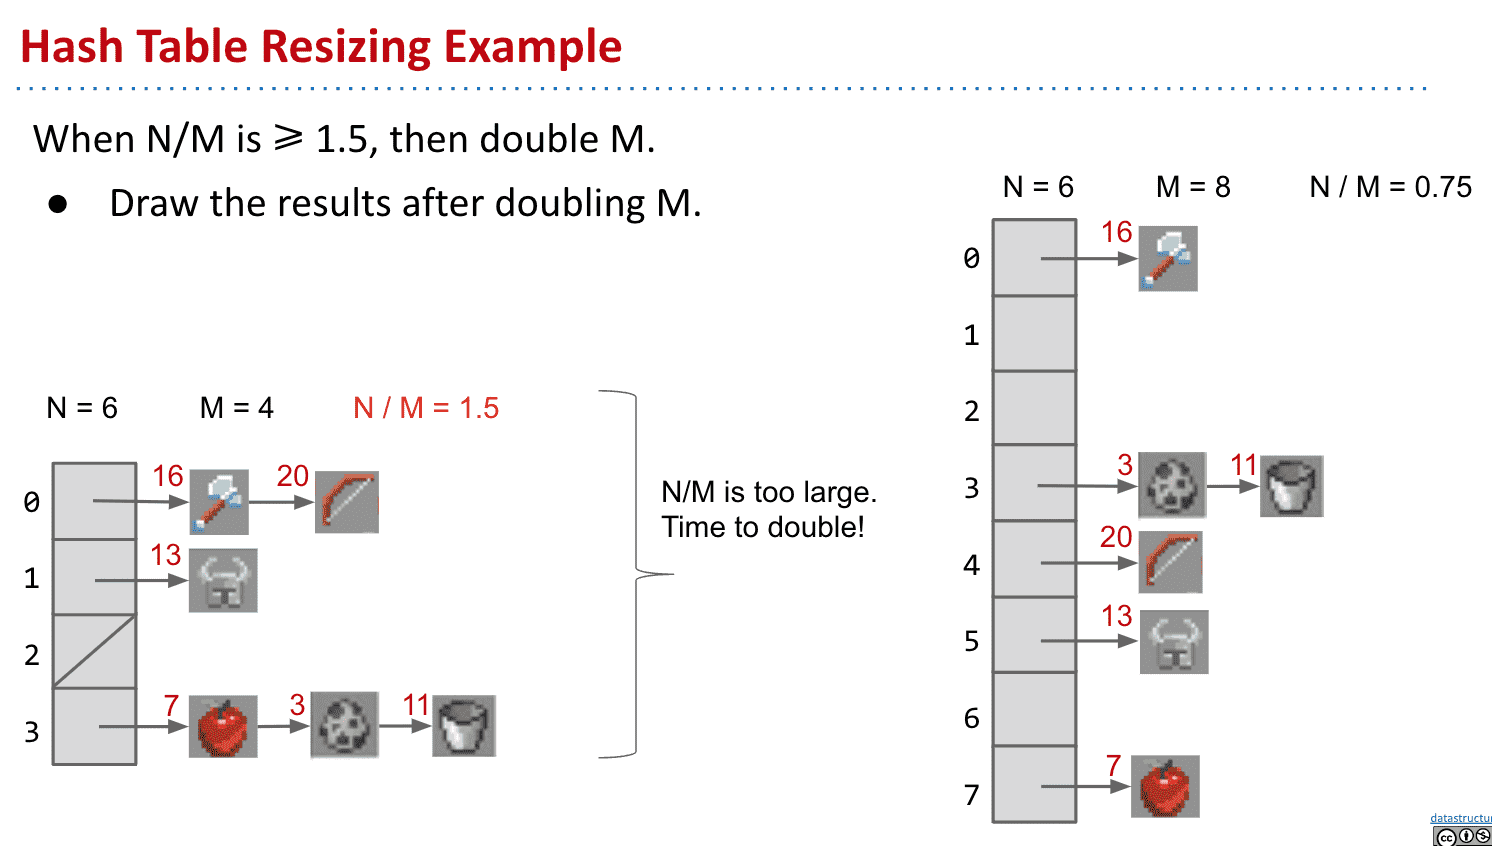 Hash Table Resizing Example
When N/M is ⩾ 1.5, then double M.
● Draw the results after doubling M.
N = 6 M = 4 N / M = 1.5
0 16 20
1 13
2
3 7 3 11
N/M is too large.
Time to double!
N = 6 M = 8 N / M = 0.75
0 16
1
2
3 3 11
4 20
5 13
6
7 7
datastructur
cc